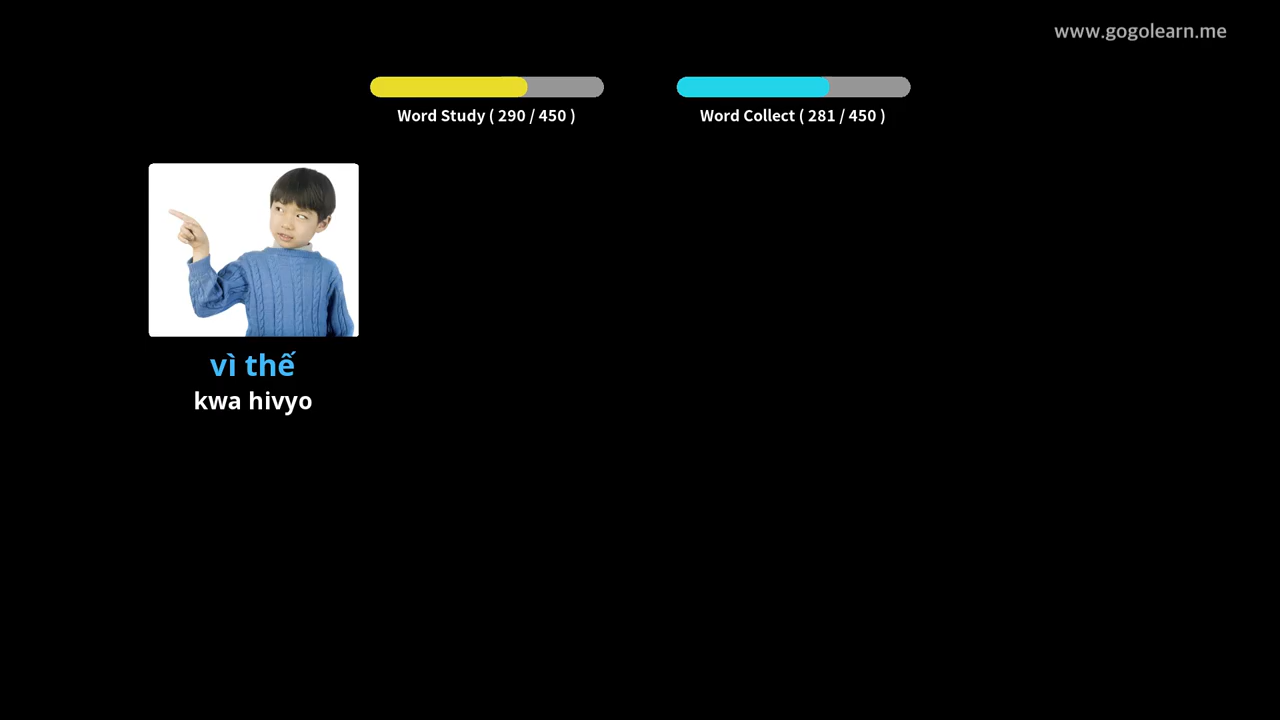 www.gogolearn.me
Word Study ( 290 / 450 )
Word Collect ( 281 / 450 )
vì thế
kwa hivyo